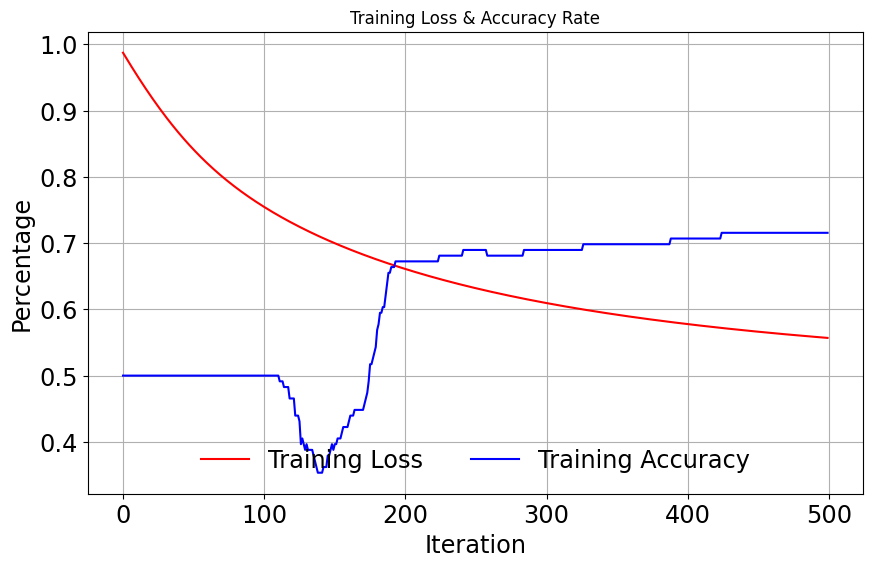 Training Loss & Accuracy Rate
1.0
0.9
0.8
0.7
0.6
0.5
0.4
Percentage
Training Loss
Training Accuracy
0
100
200
300
400
500
Iteration